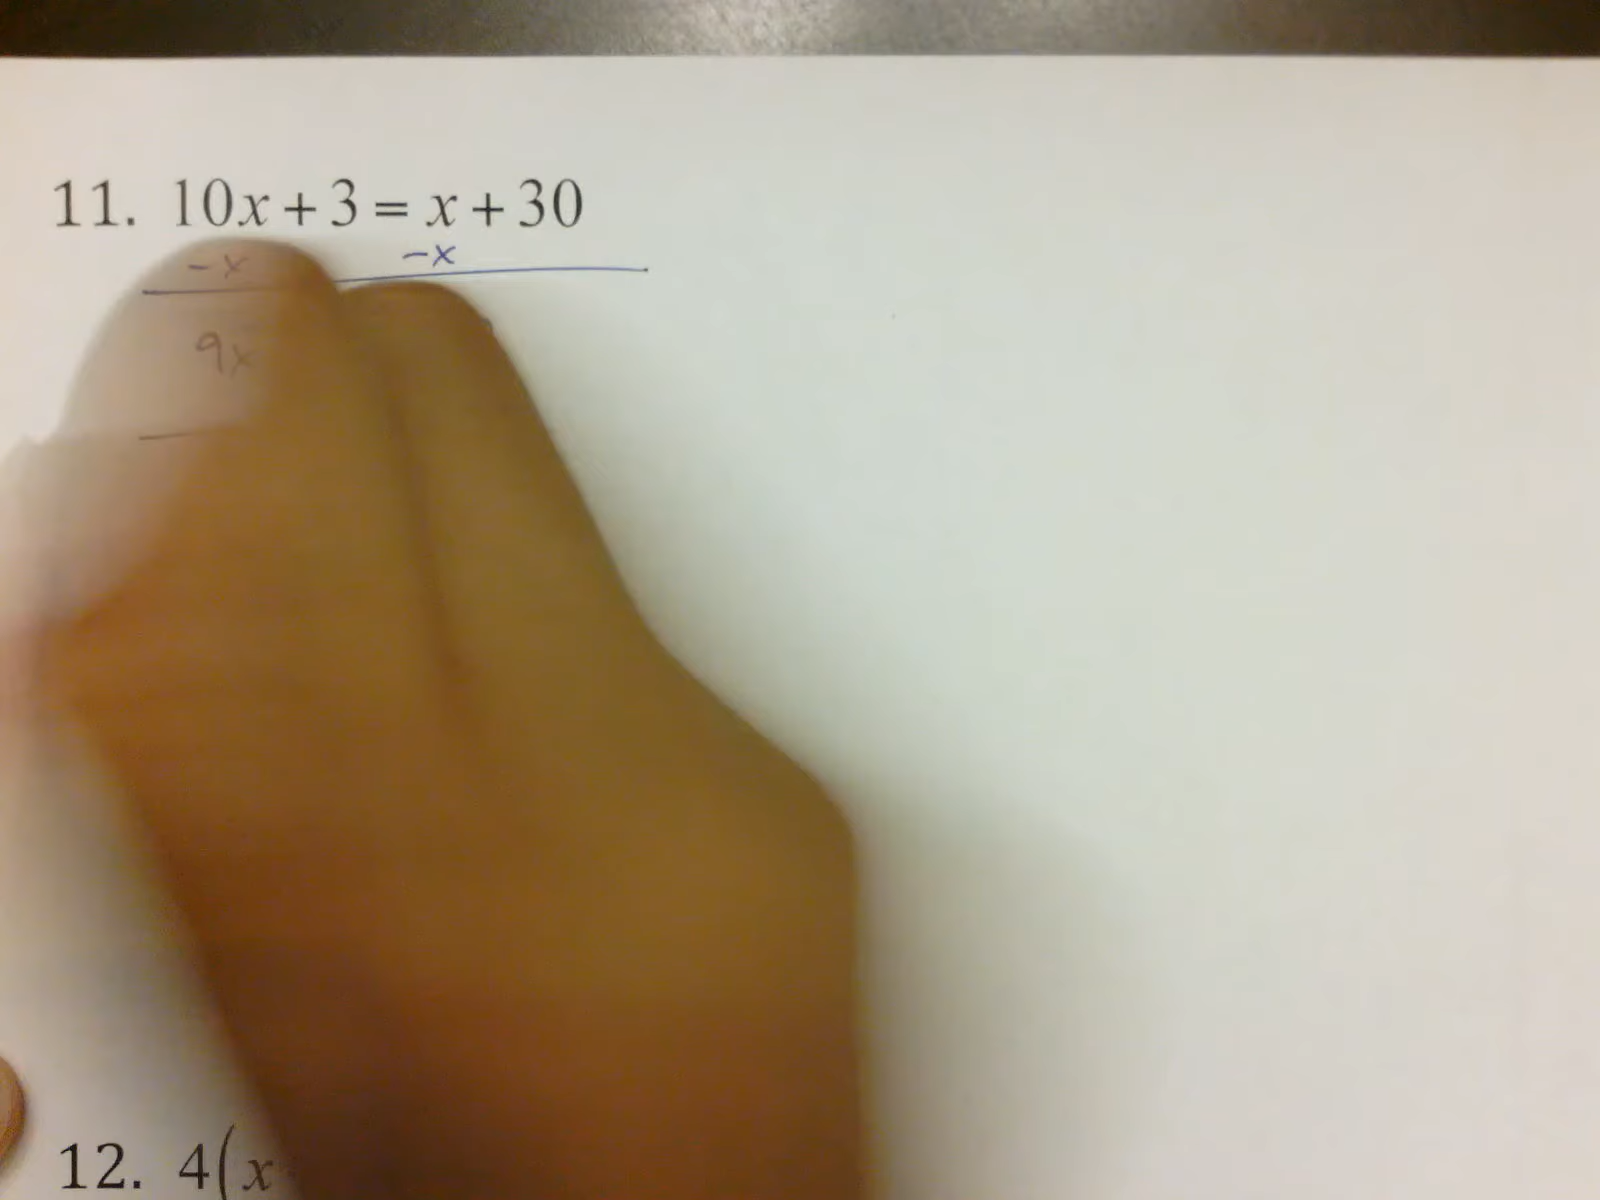 11. 10x + 3 = x + 30
-x -x
9x
12. 4(x